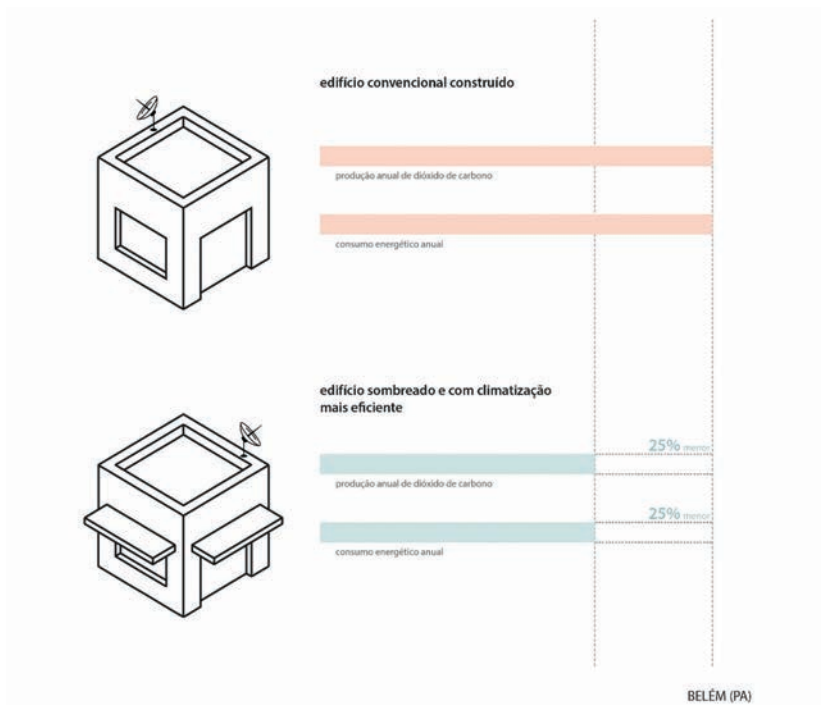 edifício convencional construído
produção anual de dióxido de carbono
consumo energético anual
edifício sombreado e com climatização
mais eficiente
25% menor
produção anual de dióxido de carbono
25% menor
consumo energético anual
BELÉM (PA)